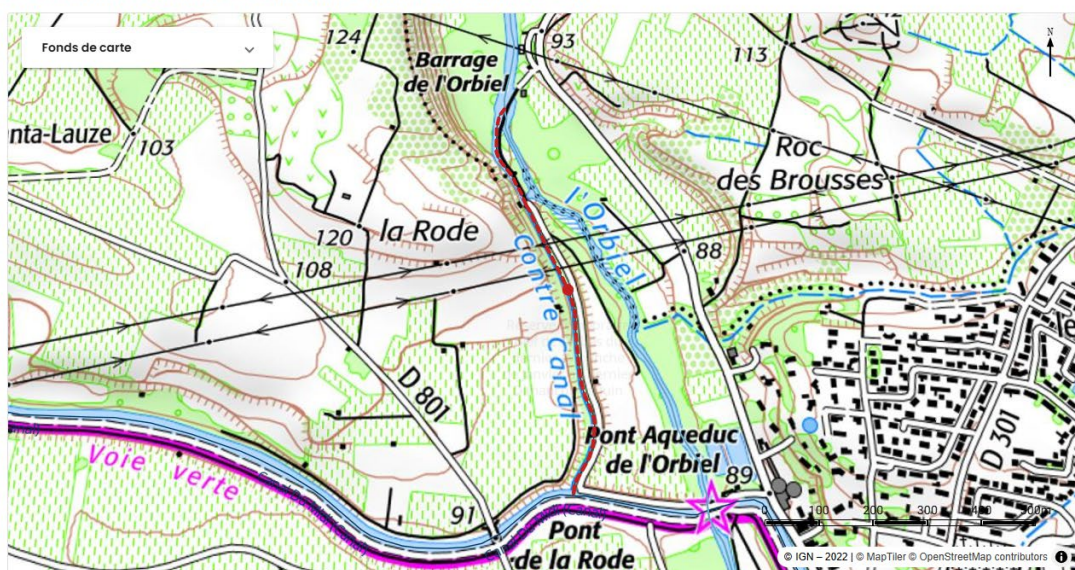 Fonds de carte
124
93
N
113
Barrage
de l'Orbiel
nta-Lauze
103
Roc
des Brousses
l'Orbiel
120
la Rode
88
108
Contre Canal
D 801
Voie verte
Pont Aqueduc
de l'Orbiel
89
D 301
91
Pont
de la Rode
0 100 200 300 400 500m
© IGN – 2022 | © MapTiler © OpenStreetMap contributors